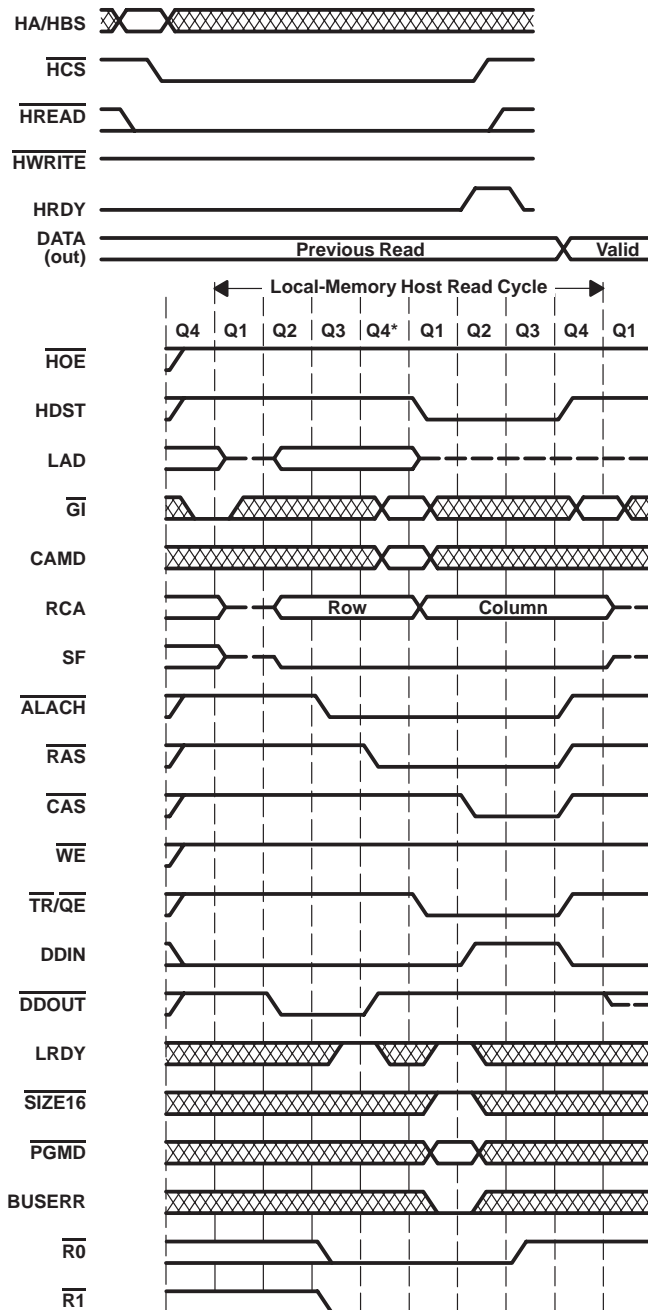 HA/HBS
HCS
HREAD
HWRITE
HRDY
DATA
(out)
Previous Read
Valid
Local-Memory Host Read Cycle
Q4 Q1 Q2 Q3 Q4* Q1 Q2 Q3 Q4 Q1
HOE
HDST
LAD
GI
CAMD
RCA
Row
Column
SF
ALACH
RAS
CAS
WE
TR/QE
DDIN
DDOUT
LRDY
SIZE16
PGMD
BUSERR
R0
R1